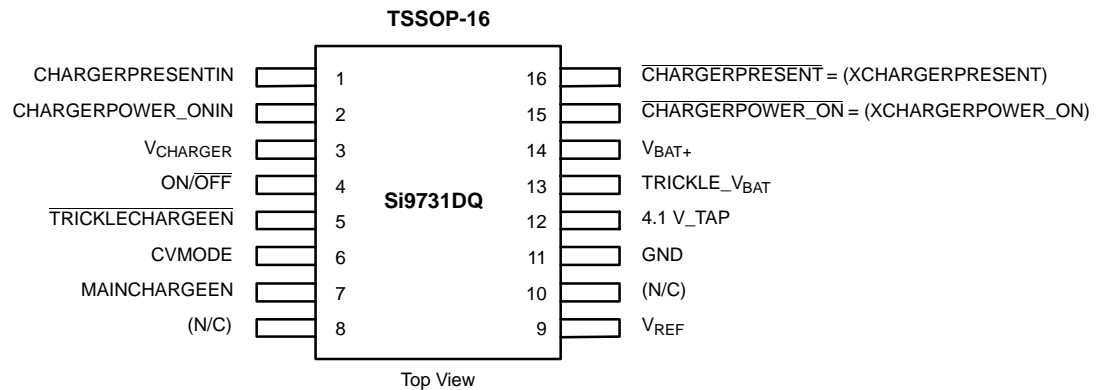 TSSOP-16
CHARGERPRESENTIN 1 16 CHARGERPRESENT = (XCHARGERPRESENT)
CHARGERPOWER_ONIN 2 15 CHARGERPOWER_ON = (XCHARGERPOWER_ON)
VCHARGER 3 14 VBAT+
ON/OFF 4 13 TRICKLE_VBAT
Si9731DQ
TRICKLECHARGEEN 5 12 4.1 V_TAP
CVMODE 6 11 GND
MAINCHARGEEN 7 10 (N/C)
(N/C) 8 9 VREF
Top View